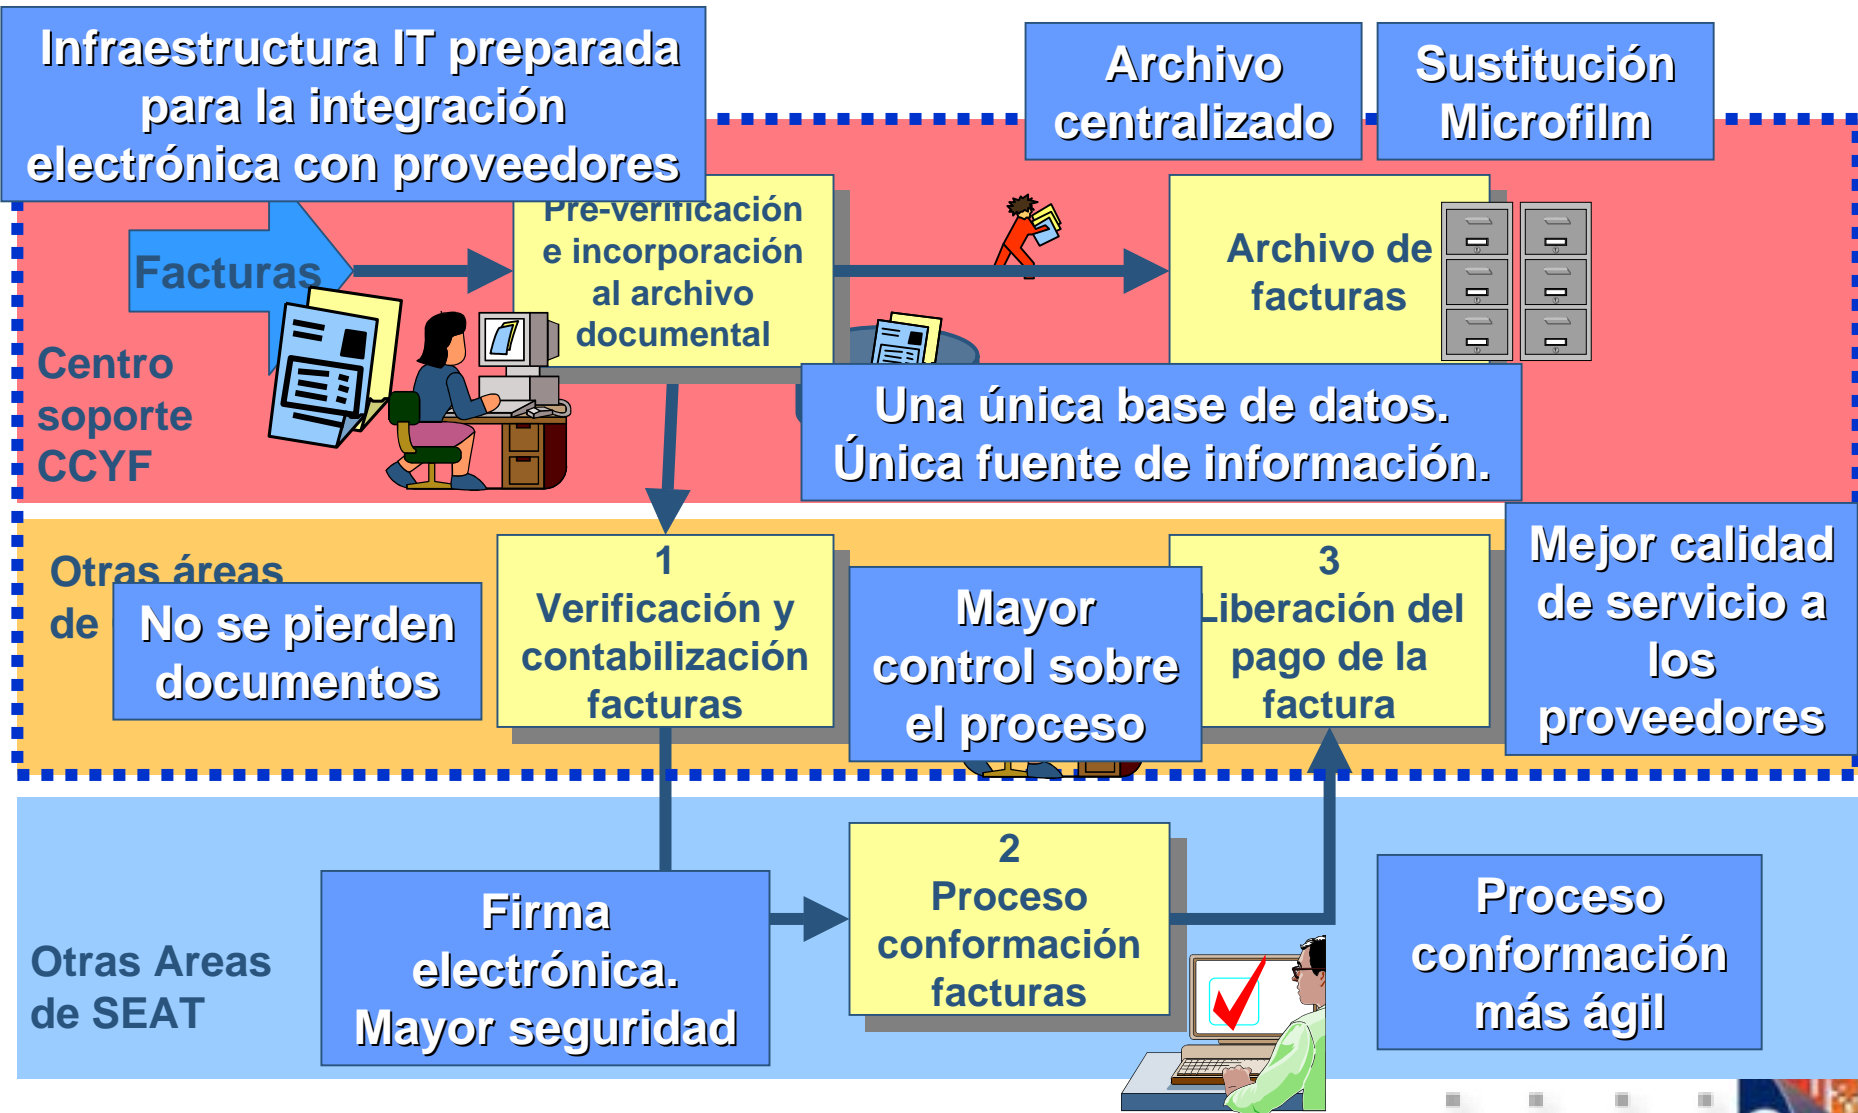 Infraestructura IT preparada
para la integración
electrónica con proveedores
Archivo
centralizado
Sustitución
Microfilm
Facturas
Pre-verificación
e incorporación
al archivo
documental
Archivo de
facturas
Centro
soporte
CCYF
Una única base de datos.
Única fuente de información.
Otras áreas
de
No se pierden
documentos
1
Verificación y
contabilización
facturas
Mayor
control sobre
el proceso
3
Liberación del
pago de la
factura
Mejor calidad
de servicio a
los
proveedores
Otras Areas
de SEAT
Firma
electrónica.
Mayor seguridad
2
Proceso
conformación
facturas
Proceso
conformación
más ágil